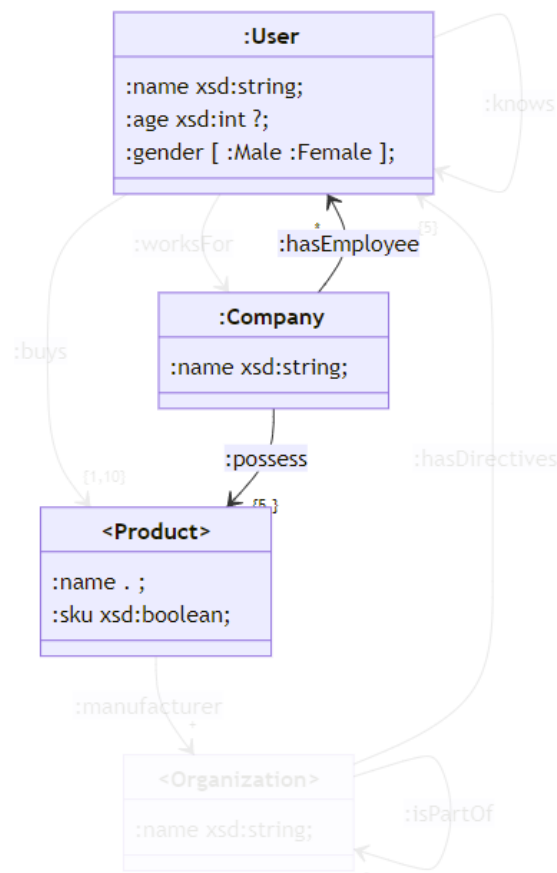 :User
:name xsd:string;
:age xsd:int ?;
:gender [ :Male :Female ];
:knows
*
[5]
:worksFor
:hasEmployee
:Company
:name xsd:string;
:buys
:possess
:hasDirectives
[1,10]
{5,}
<Product>
:name . ;
:sku xsd:boolean;
:manufacturer
+
<Organization>
:name xsd:string;
:isPartOf